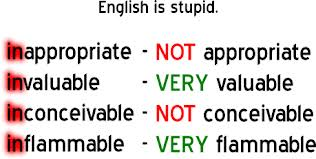 English is stupid.
inappropriate - NOT appropriate
invaluable - VERY valuable
inconceivable - NOT conceivable
inflammable - VERY flammable